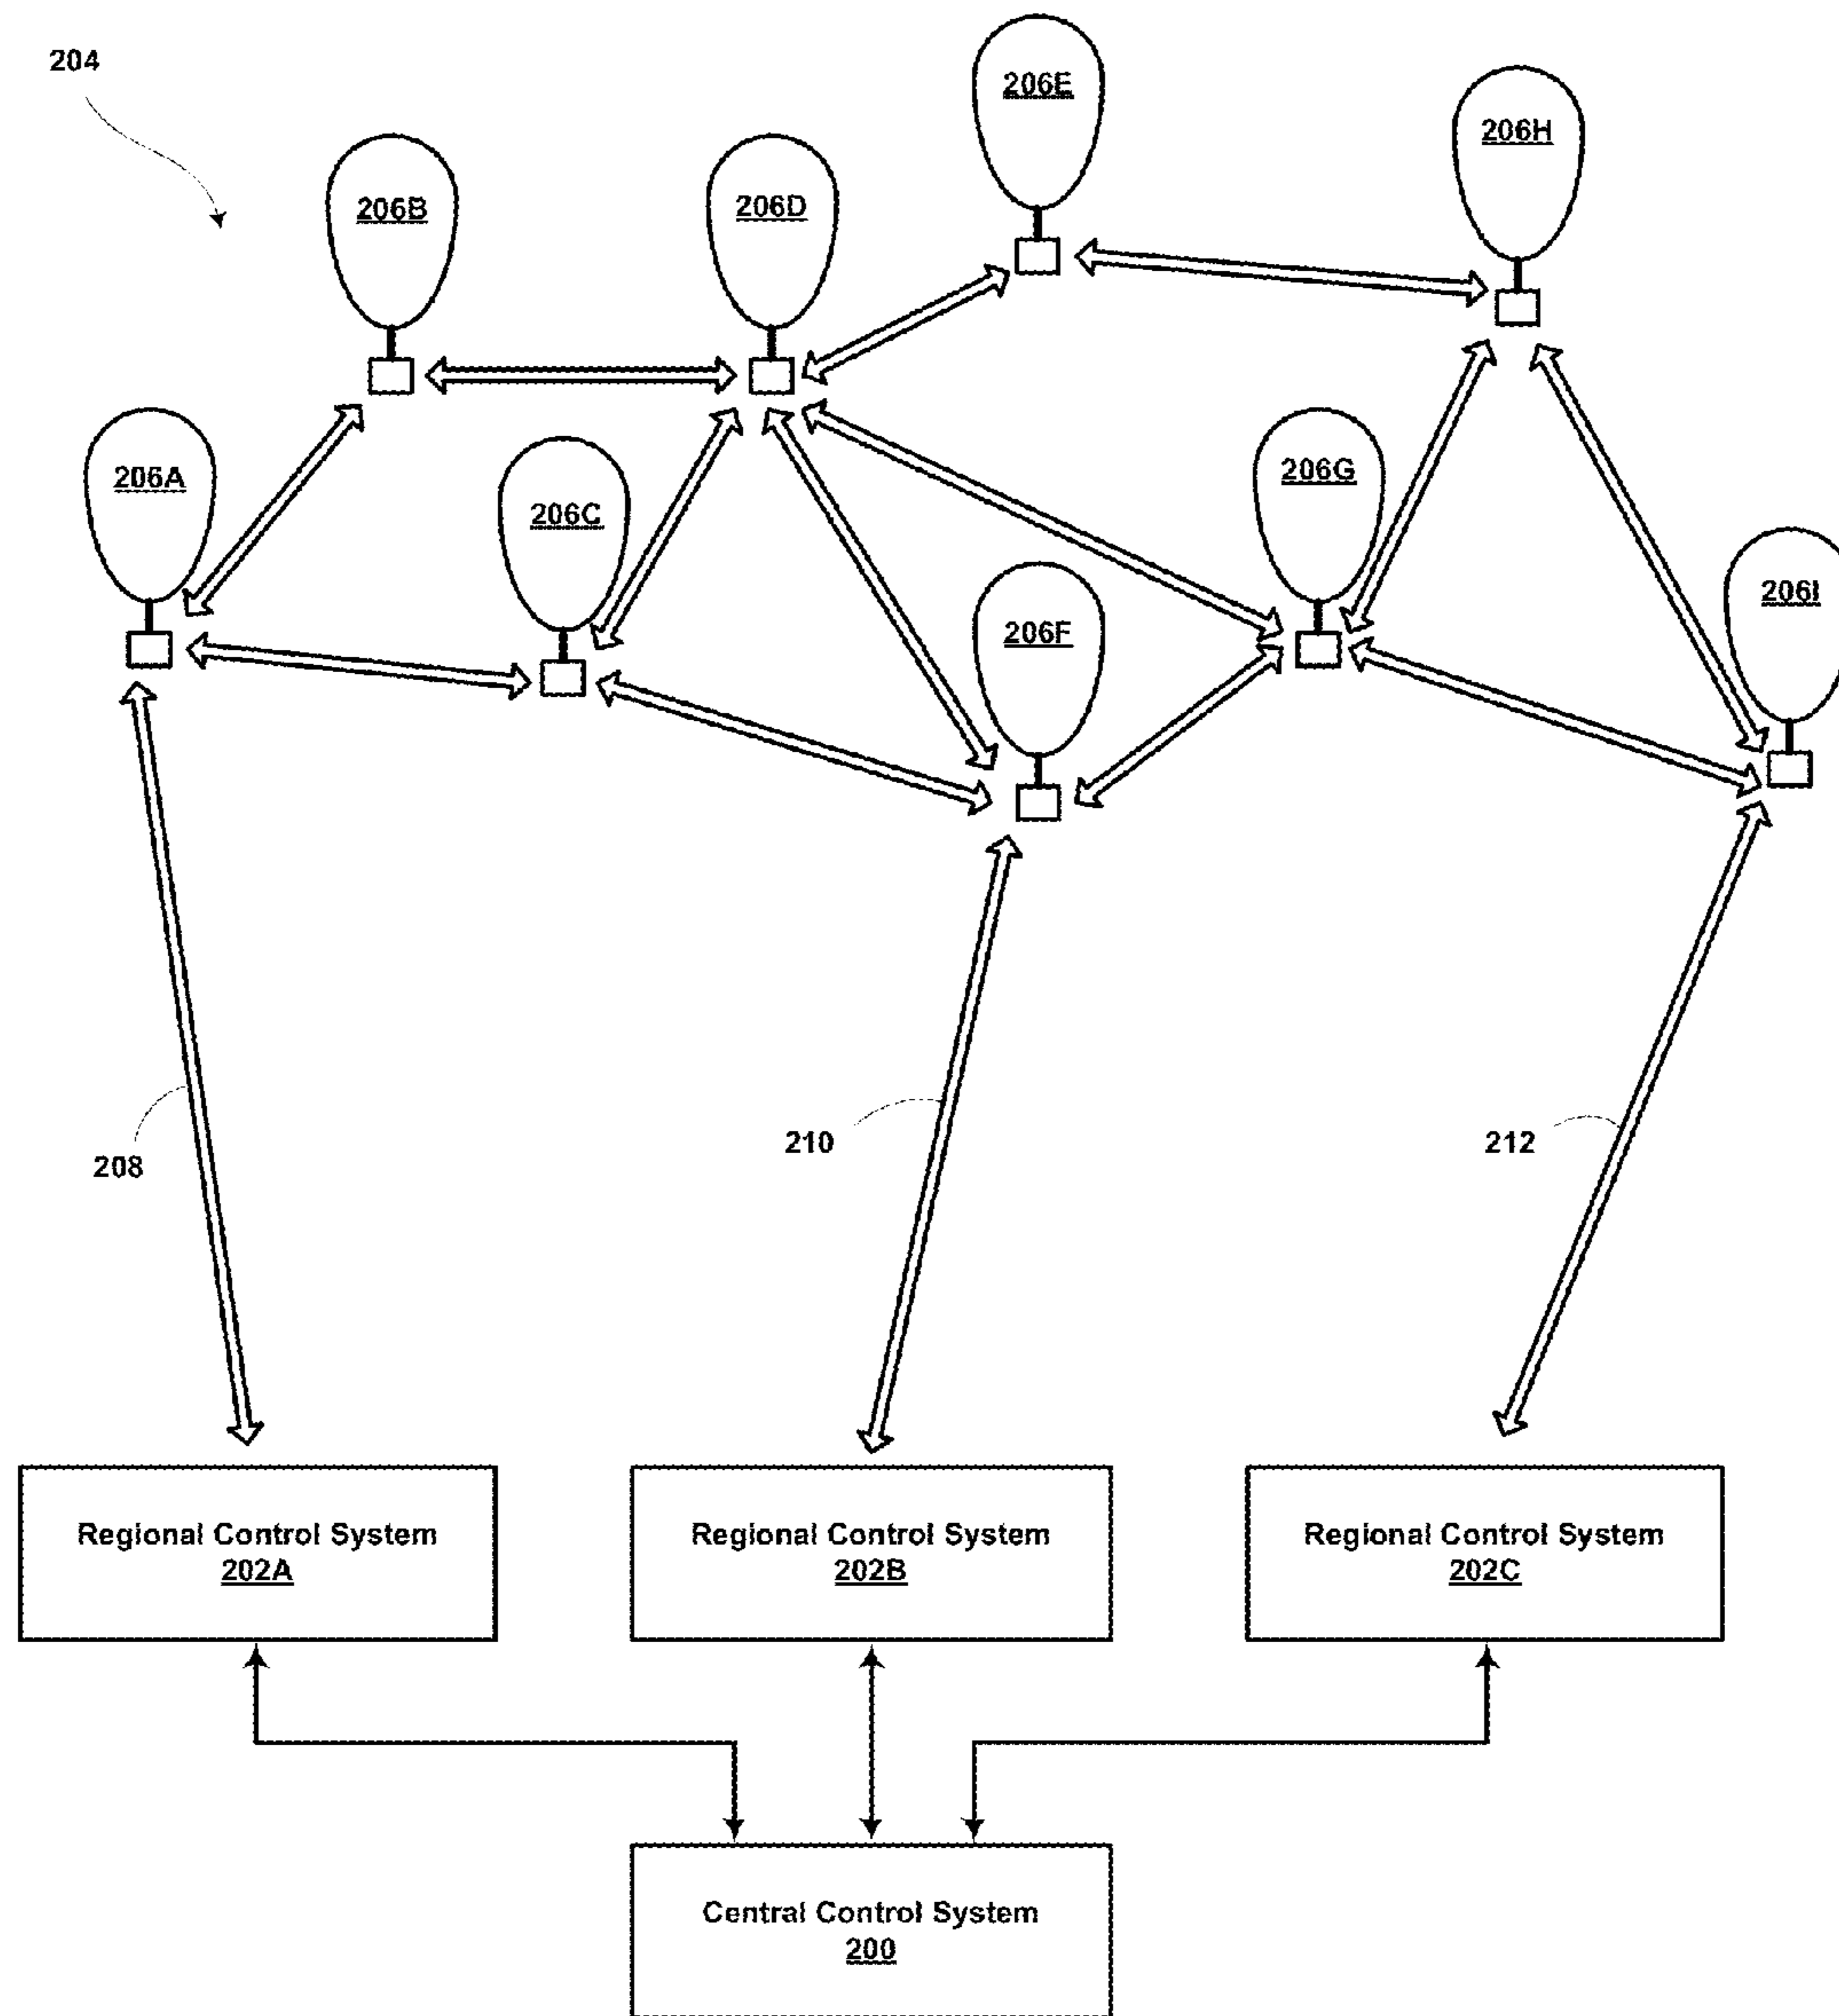 204
206E
206H
206B
206D
206A
206C
206G
206F
206I
208
210
212
Regional Control System
202A
Regional Control System
202B
Regional Control System
202C
Central Control System
200